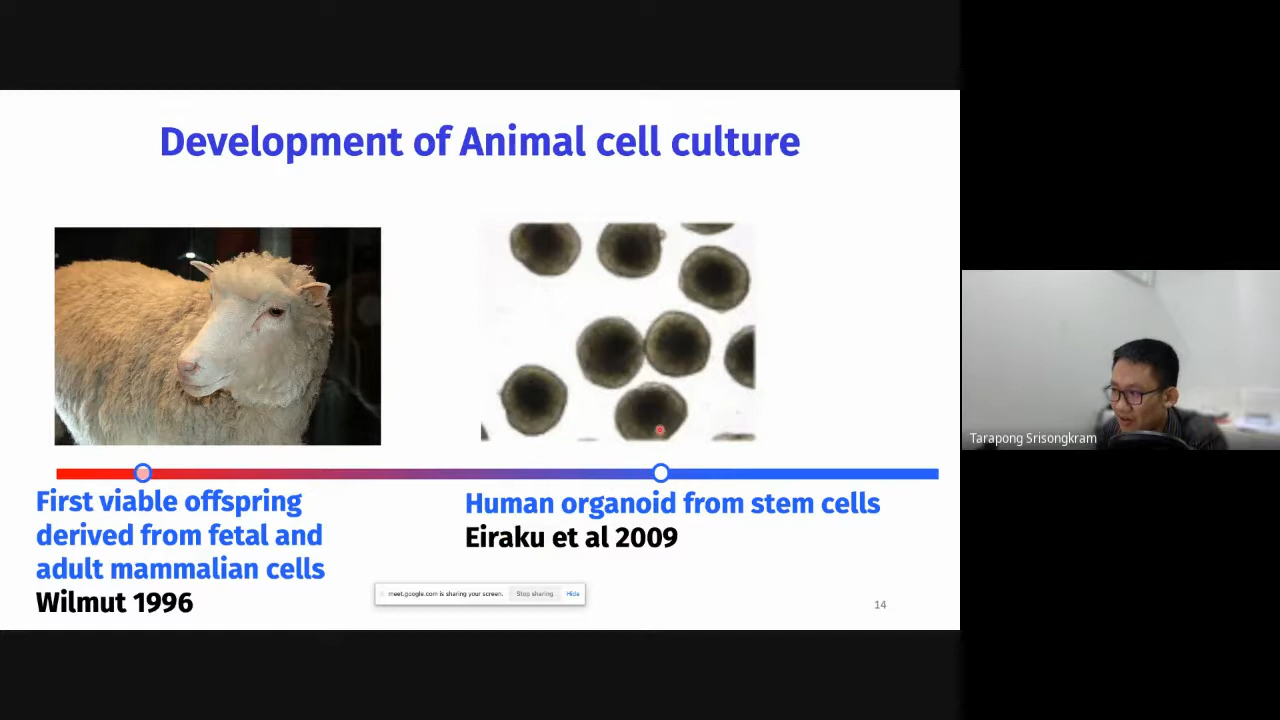 Development of Animal cell culture
First viable offspring
derived from fetal and
adult mammalian cells
Wilmut 1996
Human organoid from stem cells
Eiraku et al 2009
meet.google.com is sharing your screen.
Stop sharing
Hide
14
Tarapong Srisongkram